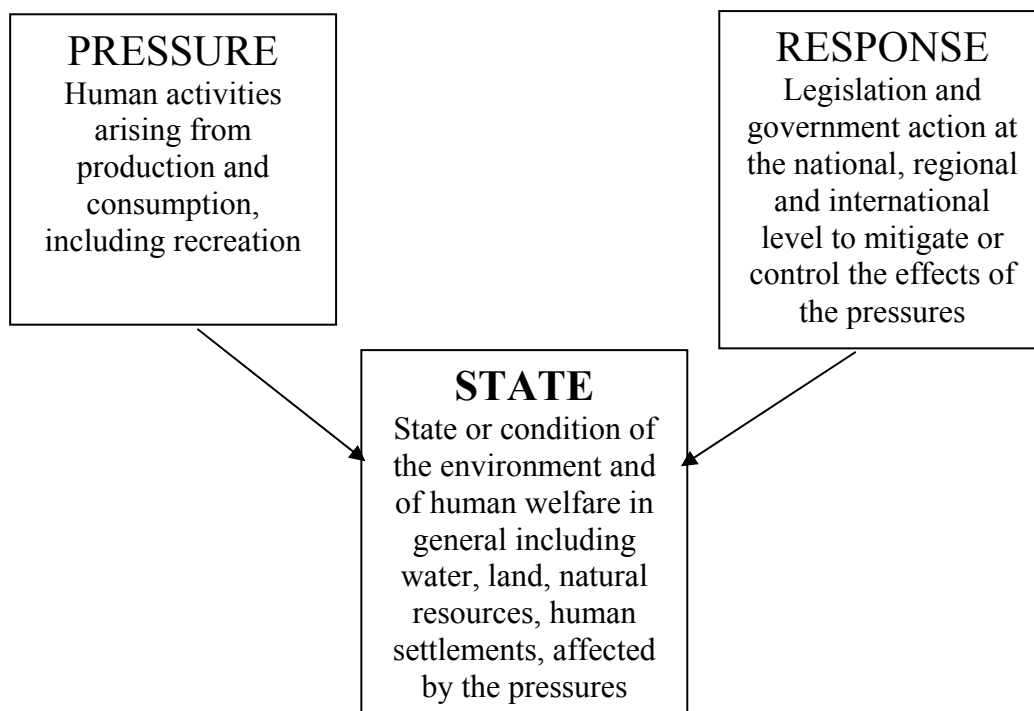 PRESSURE
Human activities
arising from
production and
consumption,
including recreation
RESPONSE
Legislation and
government action at
the national, regional
and international
level to mitigate or
control the effects of
the pressures
STATE
State or condition of
the environment and
of human welfare in
general including
water, land, natural
resources, human
settlements, affected
by the pressures